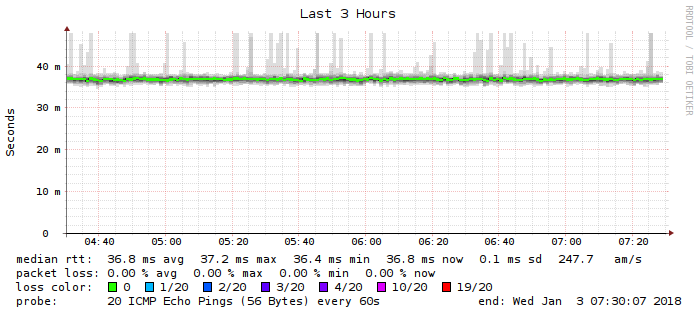 Last 3 Hours
RRDTOOL / TOBI OETIKER
Seconds
40 m
30 m
20 m
10 m
0
04:40 05:00 05:20 05:40 06:00 06:20 06:40 07:00 07:20
median rtt: 36.8 ms avg 37.2 ms max 36.4 ms min 36.8 ms now 0.1 ms sd 247.7 am/s
packet loss: 0.00 % avg 0.00 % max 0.00 % min 0.00 % now
loss color: 0 1/20 2/20 3/20 4/20 10/20 19/20
probe: 20 ICMP Echo Pings (56 Bytes) every 60s end: Wed Jan 3 07:30:07 2018